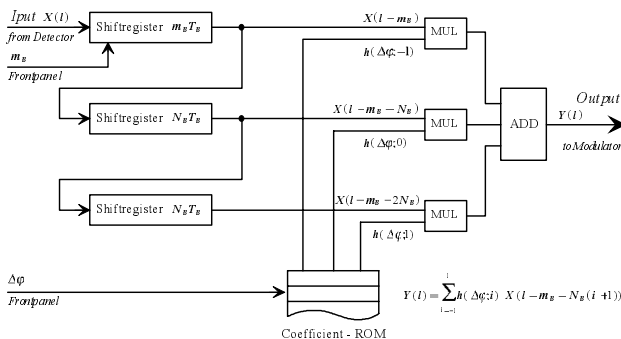 Iput X(l)
from Detector
m_B
Frontpanel
Shiftregister m_B T_B
X(l - m_B)
MUL
h(Δφ;-1)
Shiftregister N_B T_B
X(l - m_B - N_B)
MUL
h(Δφ;0)
ADD
Output
Y(l)
to Modulator
Shiftregister N_B T_B
X(l - m_B - 2N_B)
MUL
h(Δφ;1)
Δφ
Frontpanel
Y(l) = ∑_{i=-1}^{1} h(Δφ;i) X(l - m_B - N_B(i+1))
Coefficient - ROM